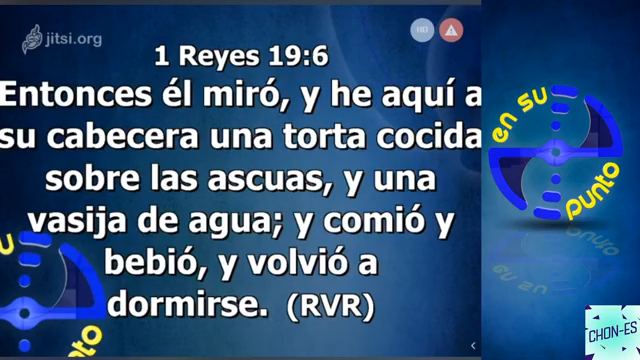 jitsi.org
HD
1 Reyes 19:6
Entonces él miró, y he aquí a
su cabecera una torta cocida
sobre las ascuas, y una
vasija de agua; y comió y
bebió, y volvió a
dormirse. (RVR)
en su
punto
u
punto
CHON-ES